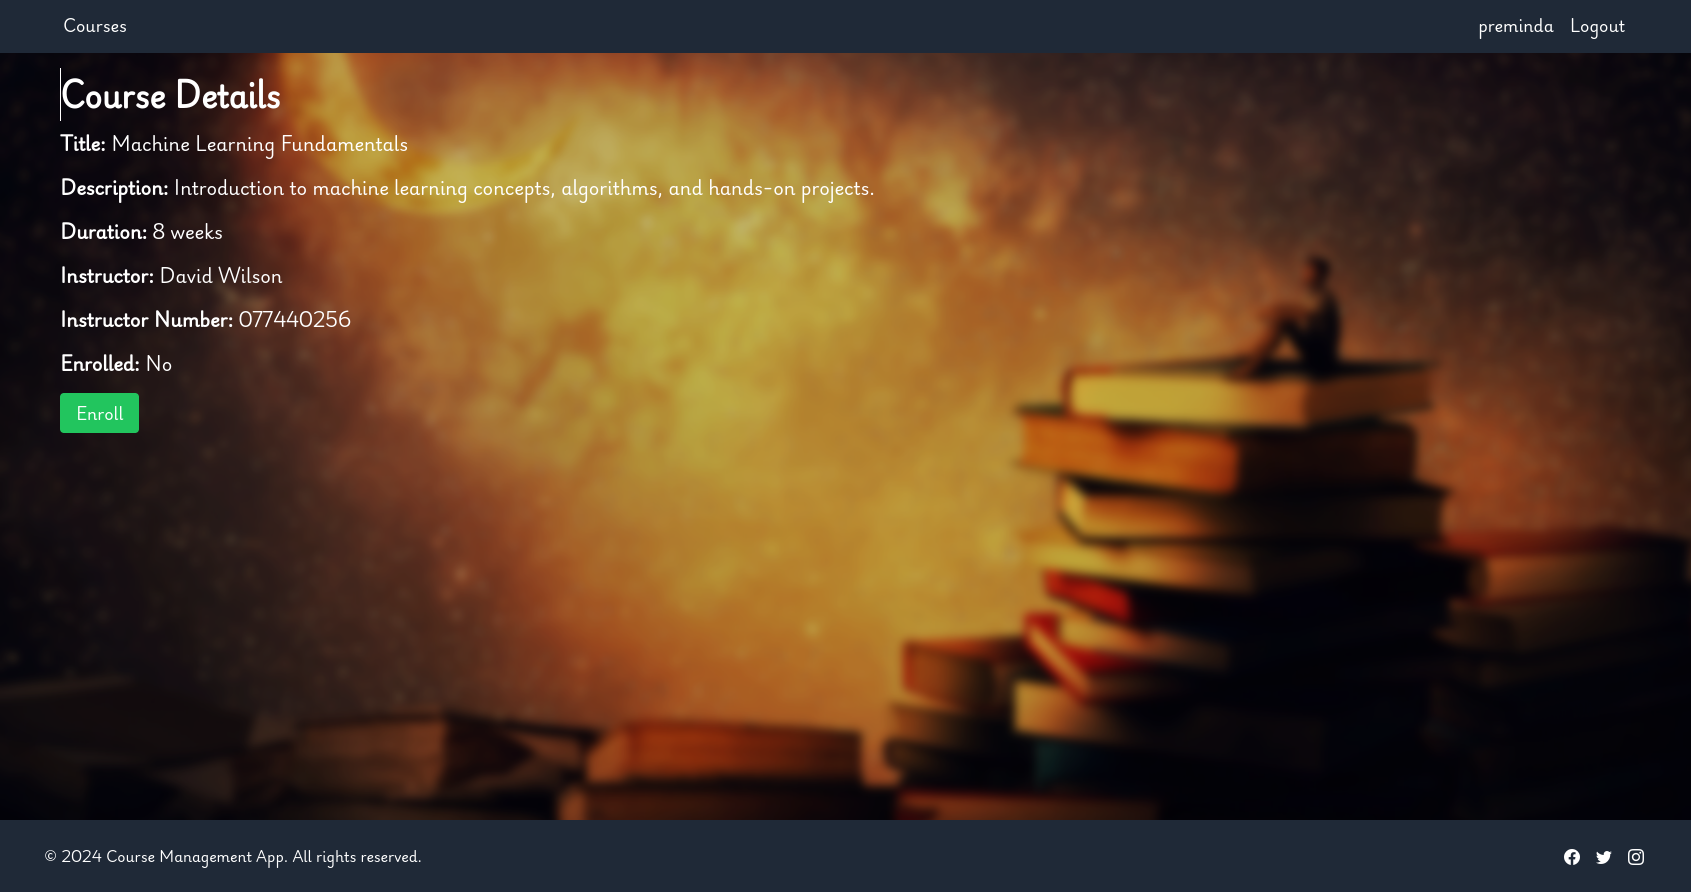 Courses
preminda Logout
Course Details
Title: Machine Learning Fundamentals
Description: Introduction to machine learning concepts, algorithms, and hands-on projects.
Duration: 8 weeks
Instructor: David Wilson
Instructor Number: 077440256
Enrolled: No
Enroll
© 2024 Course Management App. All rights reserved.